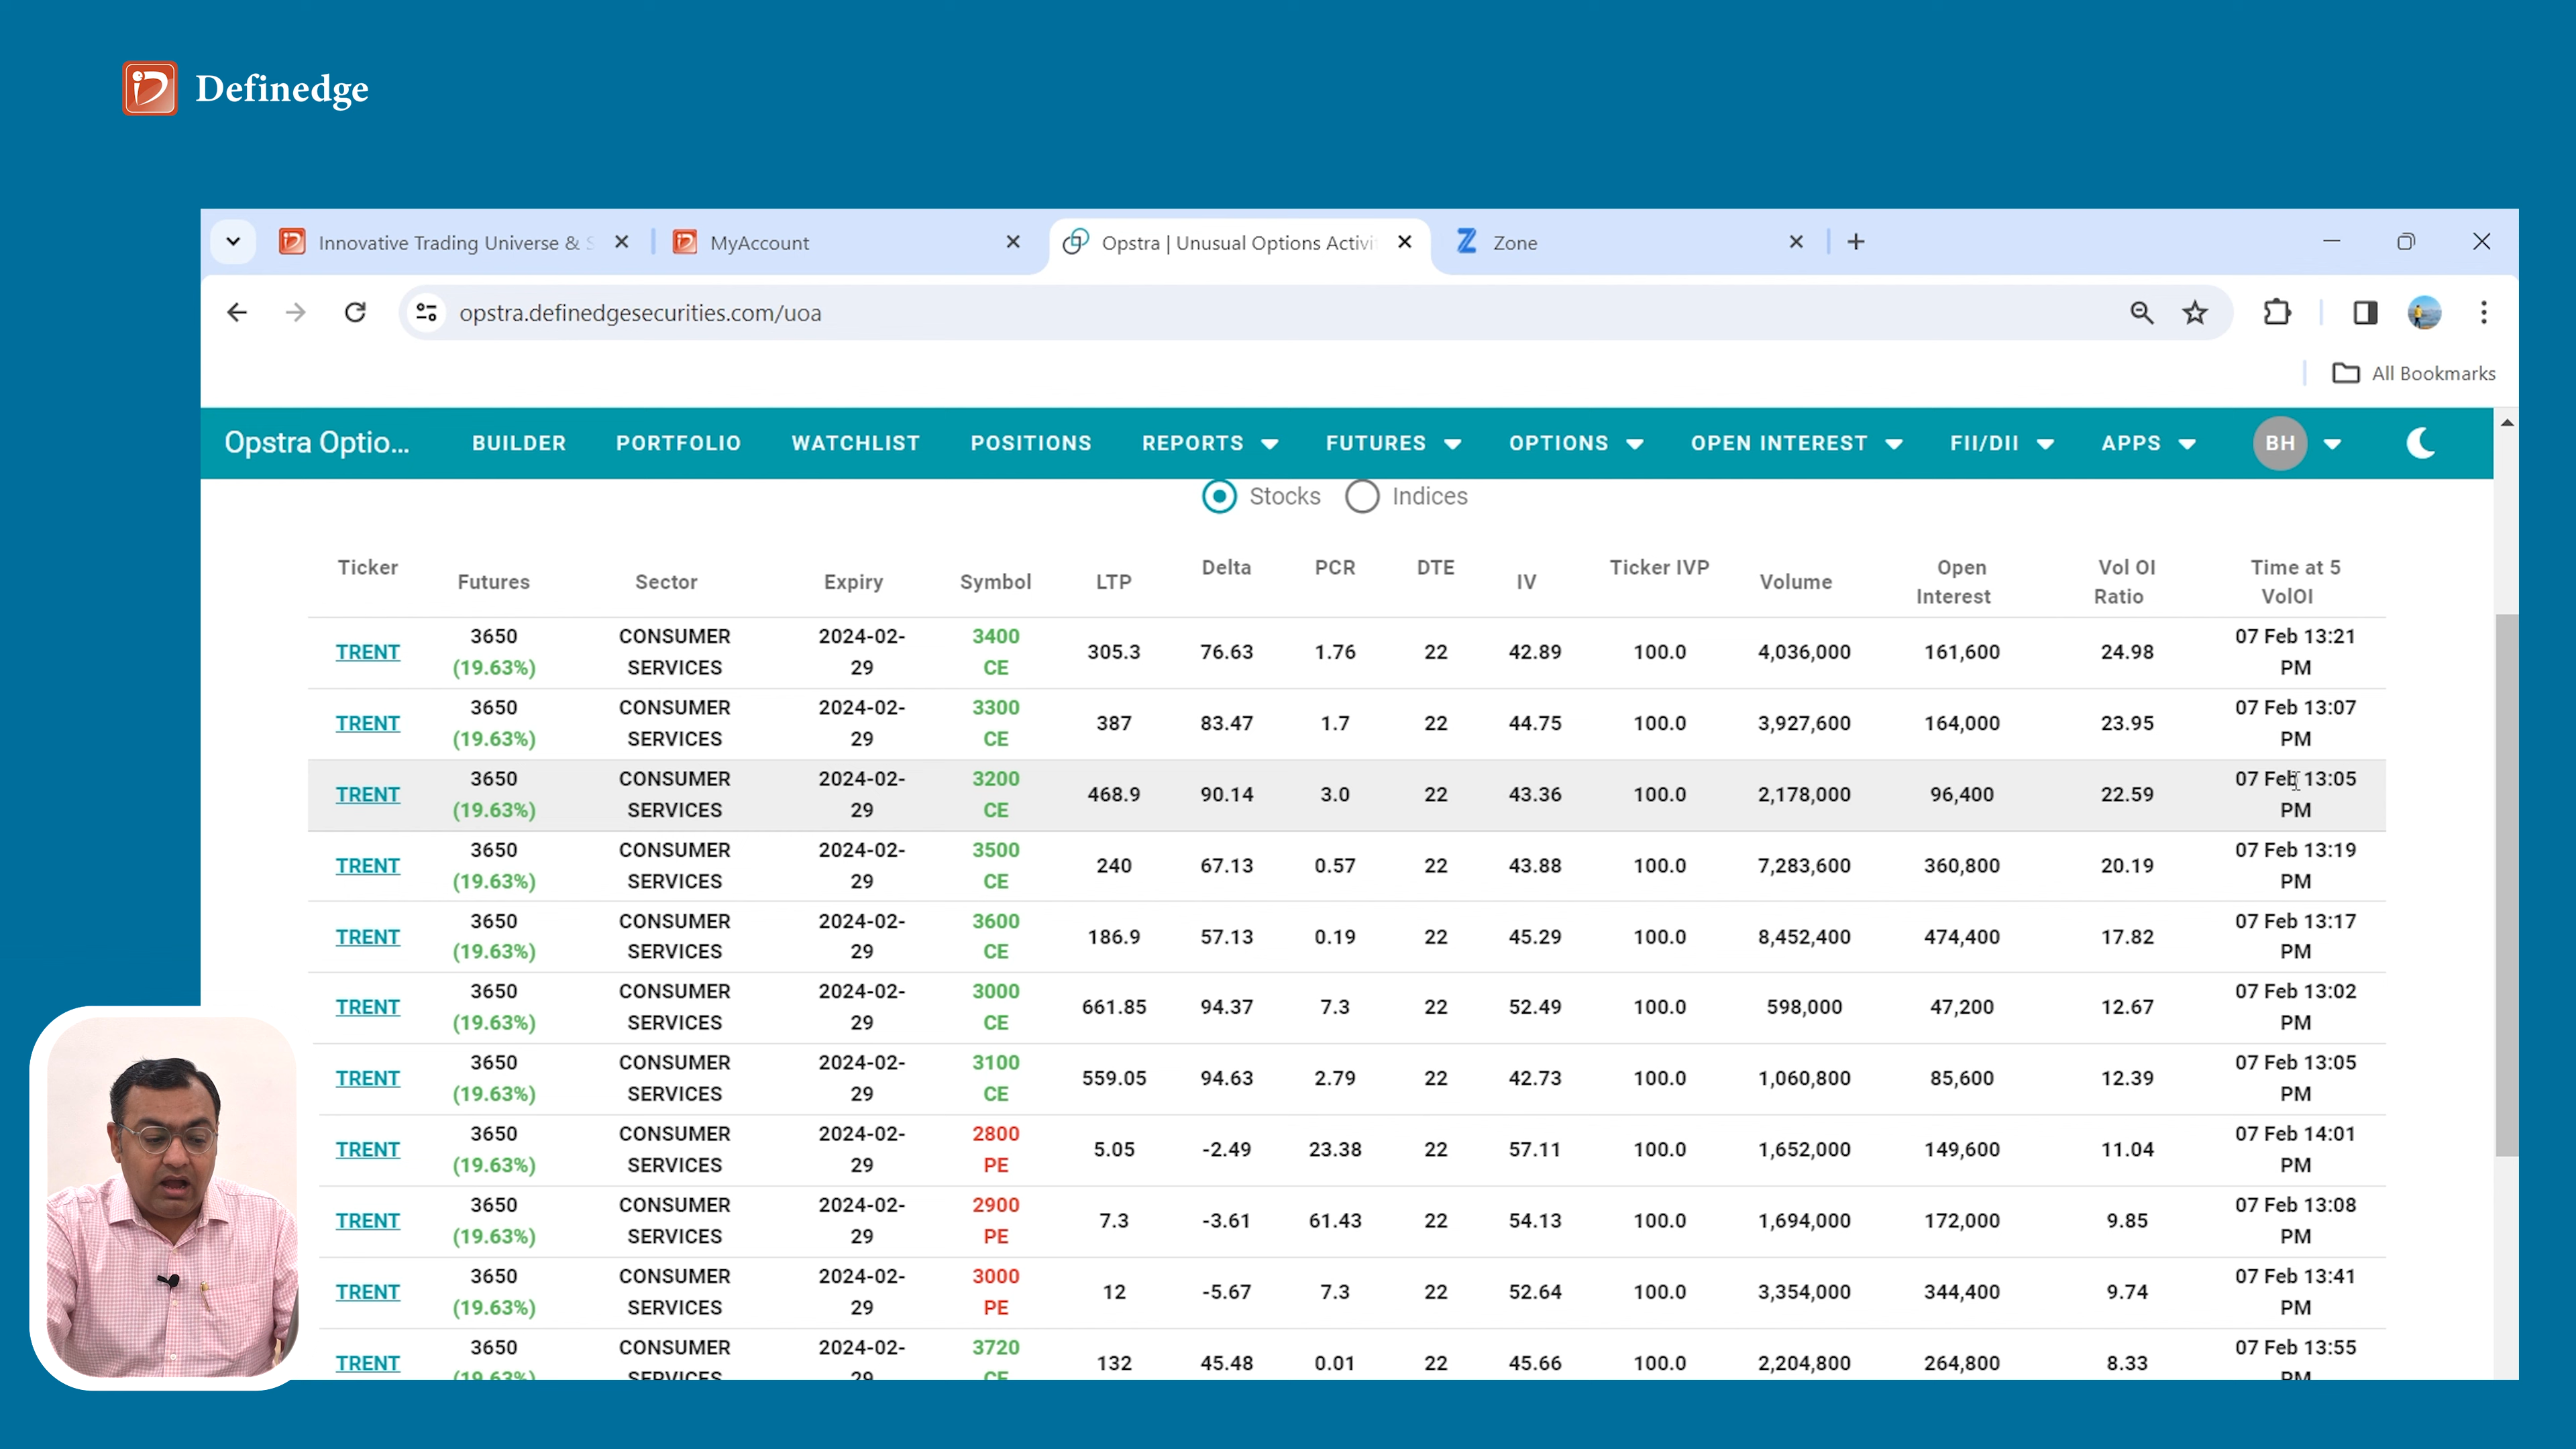 Definedge
Innovative Trading Universe & S
MyAccount
Opstra | Unusual Options Activi
Zone
opstra.definedgesecurities.com/uoa
All Bookmarks
Opstra Optio... BUILDER PORTFOLIO WATCHLIST POSITIONS REPORTS FUTURES OPTIONS OPEN INTEREST FII/DII APPS BH
Stocks Indices
Ticker Futures Sector Expiry Symbol LTP Delta PCR DTE IV Ticker IVP Volume Open Interest Vol OI Ratio Time at 5 VolOI
TRENT 3650 (19.63%) CONSUMER SERVICES 2024-02-29 3400 CE 305.3 76.63 1.76 22 42.89 100.0 4,036,000 161,600 24.98 07 Feb 13:21 PM
TRENT 3650 (19.63%) CONSUMER SERVICES 2024-02-29 3300 CE 387 83.47 1.7 22 44.75 100.0 3,927,600 164,000 23.95 07 Feb 13:07 PM
TRENT 3650 (19.63%) CONSUMER SERVICES 2024-02-29 3200 CE 468.9 90.14 3.0 22 43.36 100.0 2,178,000 96,400 22.59 07 Feb 13:05 PM
TRENT 3650 (19.63%) CONSUMER SERVICES 2024-02-29 3500 CE 240 67.13 0.57 22 43.88 100.0 7,283,600 360,800 20.19 07 Feb 13:19 PM
TRENT 3650 (19.63%) CONSUMER SERVICES 2024-02-29 3600 CE 186.9 57.13 0.19 22 45.29 100.0 8,452,400 474,400 17.82 07 Feb 13:17 PM
TRENT 3650 (19.63%) CONSUMER SERVICES 2024-02-29 3000 CE 661.85 94.37 7.3 22 52.49 100.0 598,000 47,200 12.67 07 Feb 13:02 PM
TRENT 3650 (19.63%) CONSUMER SERVICES 2024-02-29 3100 CE 559.05 94.63 2.79 22 42.73 100.0 1,060,800 85,600 12.39 07 Feb 13:05 PM
TRENT 3650 (19.63%) CONSUMER SERVICES 2024-02-29 2800 PE 5.05 -2.49 23.38 22 57.11 100.0 1,652,000 149,600 11.04 07 Feb 14:01 PM
TRENT 3650 (19.63%) CONSUMER SERVICES 2024-02-29 2900 PE 7.3 -3.61 61.43 22 54.13 100.0 1,694,000 172,000 9.85 07 Feb 13:08 PM
TRENT 3650 (19.63%) CONSUMER SERVICES 2024-02-29 3000 PE 12 -5.67 7.3 22 52.64 100.0 3,354,000 344,400 9.74 07 Feb 13:41 PM
TRENT 3650 (19.63%) CONSUMER SERVICES 2024-02-29 3720 CE 132 45.48 0.01 22 45.66 100.0 2,204,800 264,800 8.33 07 Feb 13:55 PM